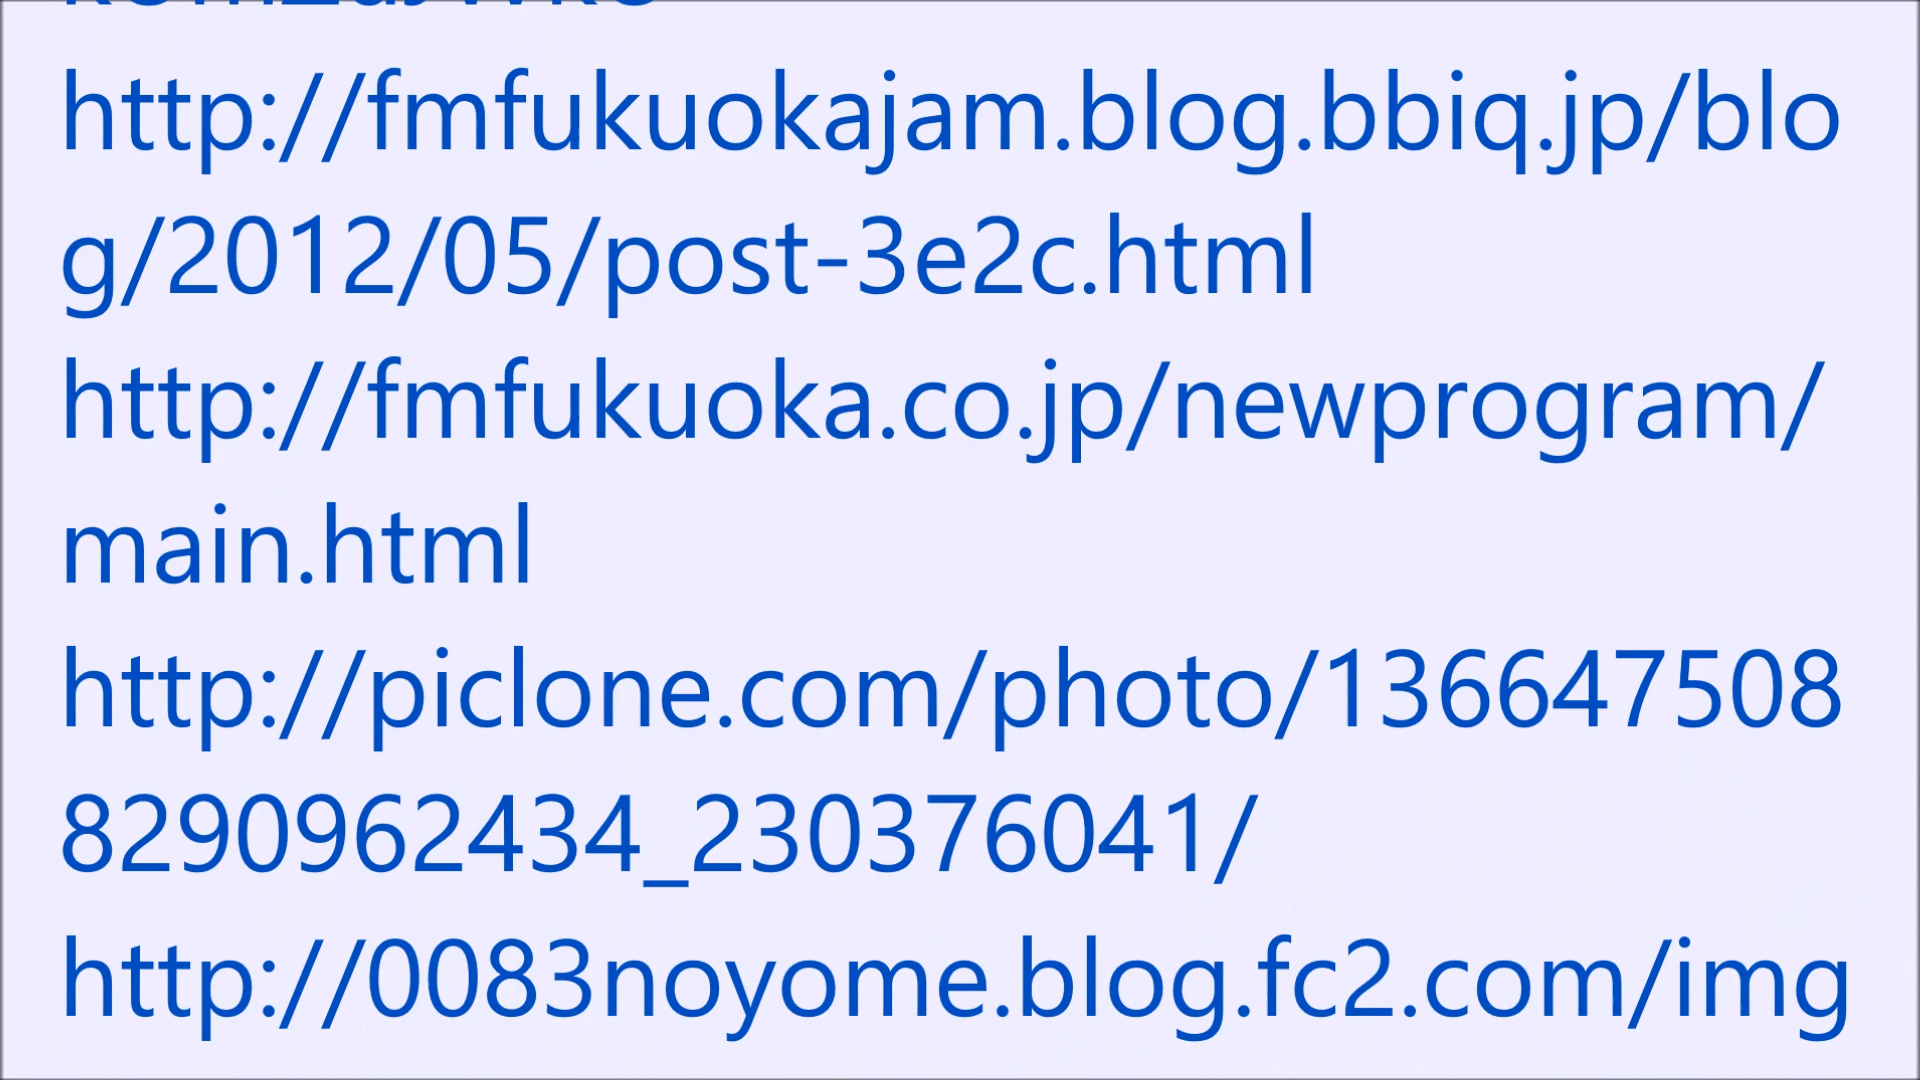 http://fmfukuokajam.blog.bbiq.jp/blo
g/2012/05/post-3e2c.html
http://fmfukuoka.co.jp/newprogram/
main.html
http://piclone.com/photo/136647508
8290962434_230376041/
http://0083noyome.blog.fc2.com/img